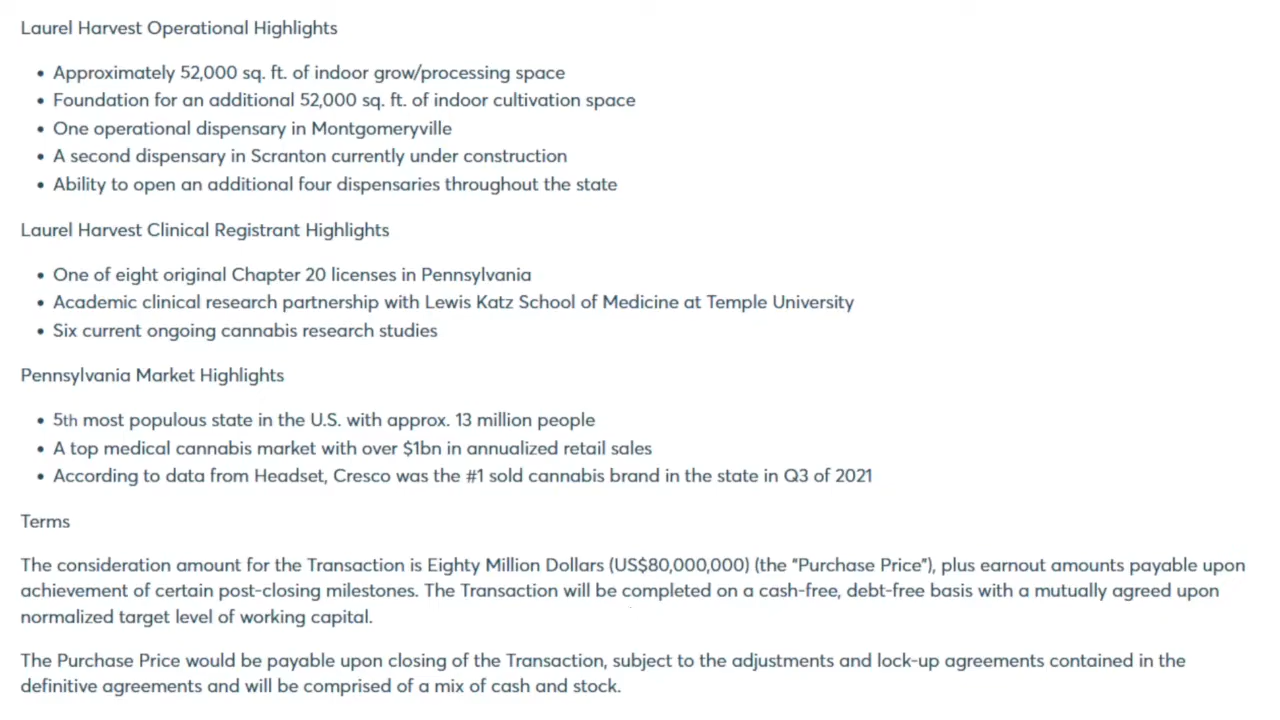 Laurel Harvest Operational Highlights
• Approximately 52,000 sq. ft. of indoor grow/processing space
• Foundation for an additional 52,000 sq. ft. of indoor cultivation space
• One operational dispensary in Montgomeryville
• A second dispensary in Scranton currently under construction
• Ability to open an additional four dispensaries throughout the state
Laurel Harvest Clinical Registrant Highlights
• One of eight original Chapter 20 licenses in Pennsylvania
• Academic clinical research partnership with Lewis Katz School of Medicine at Temple University
• Six current ongoing cannabis research studies
Pennsylvania Market Highlights
• 5th most populous state in the U.S. with approx. 13 million people
• A top medical cannabis market with over $1bn in annualized retail sales
• According to data from Headset, Cresco was the #1 sold cannabis brand in the state in Q3 of 2021
Terms
The consideration amount for the Transaction is Eighty Million Dollars (US$80,000,000) (the "Purchase Price"), plus earnout amounts payable upon
achievement of certain post-closing milestones. The Transaction will be completed on a cash-free, debt-free basis with a mutually agreed upon
normalized target level of working capital.
The Purchase Price would be payable upon closing of the Transaction, subject to the adjustments and lock-up agreements contained in the
definitive agreements and will be comprised of a mix of cash and stock.